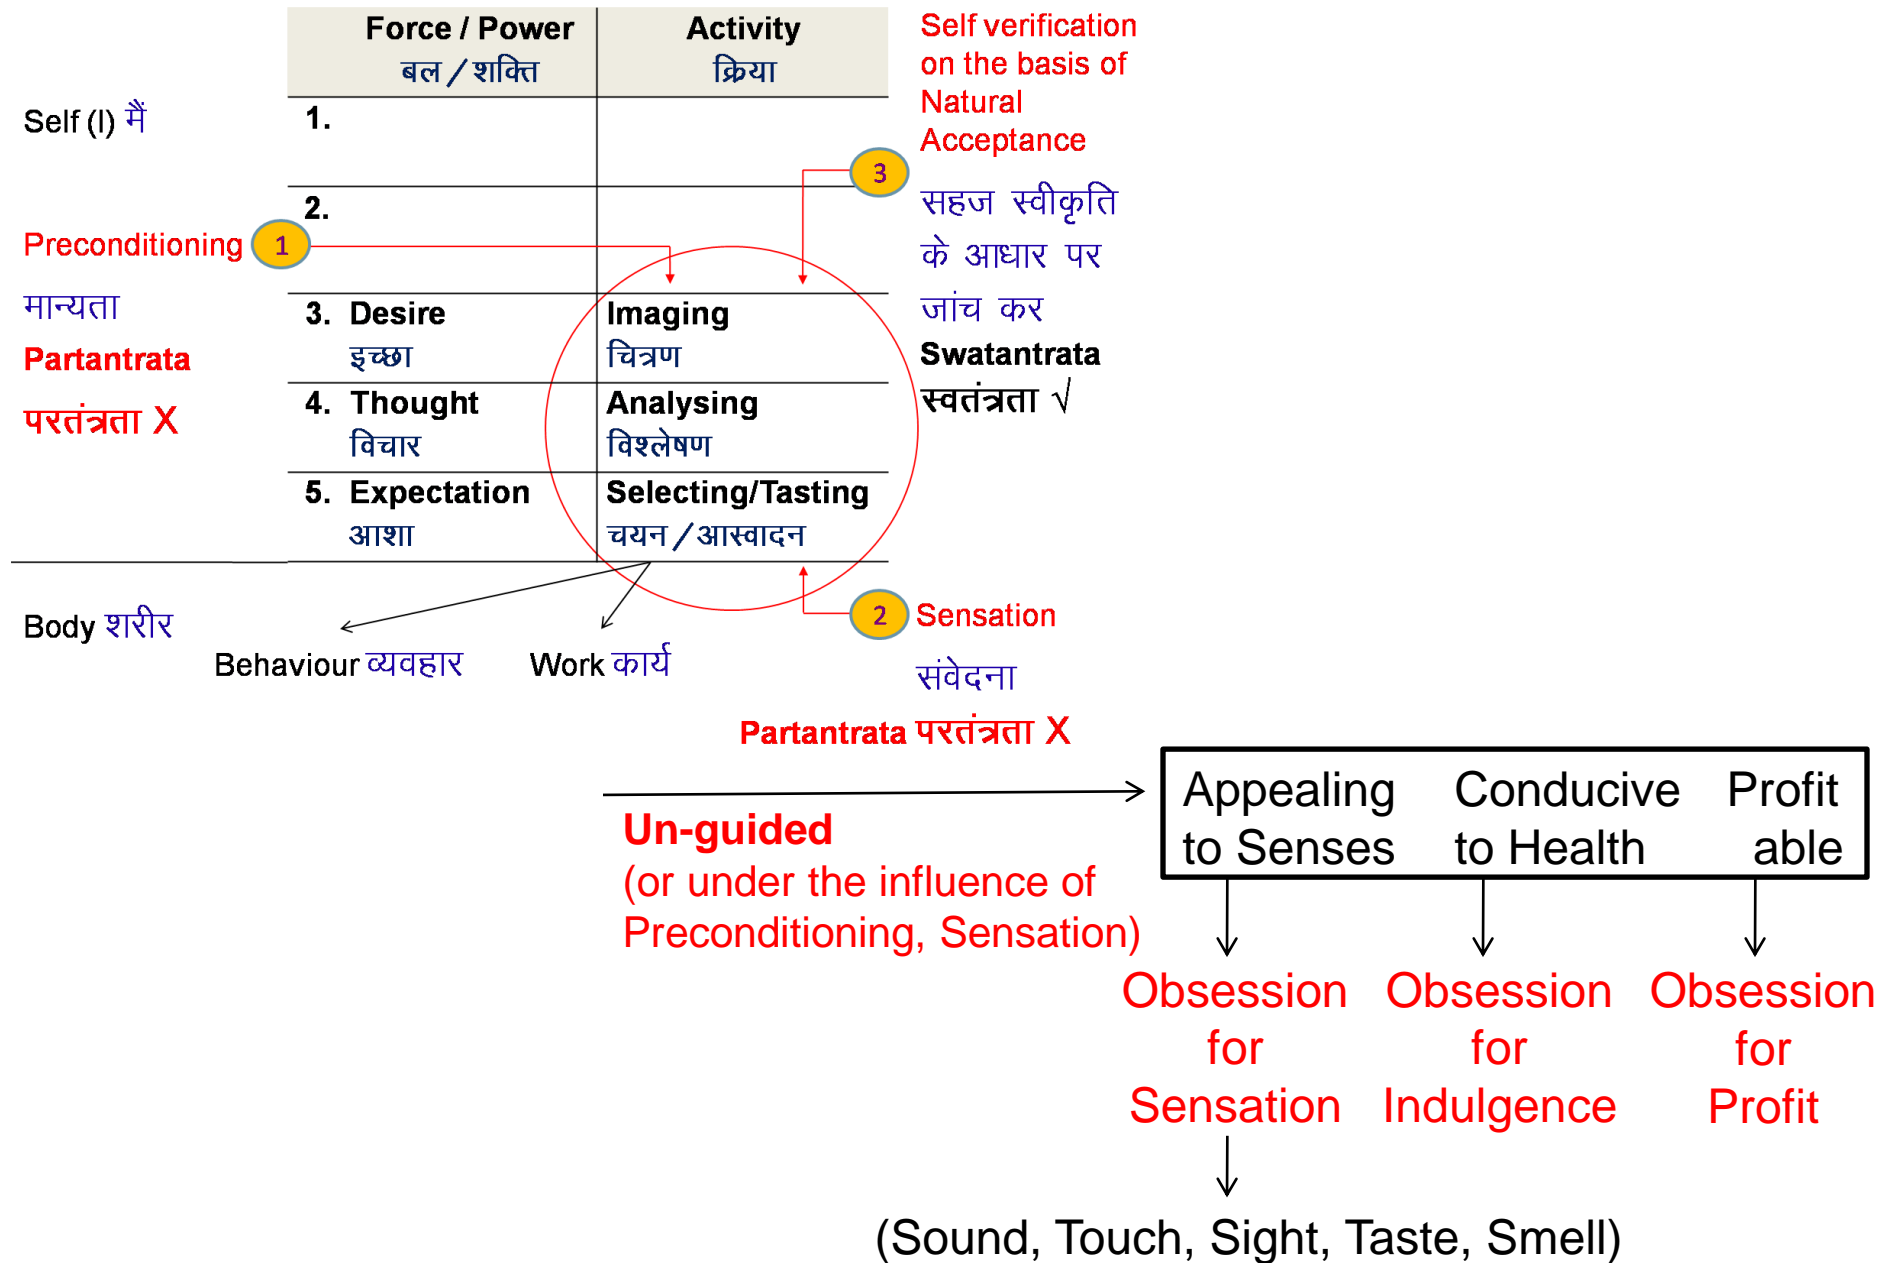 Force / Power
Activity
बल / शक्ति
क्रिया
Self verification
on the basis of
Natural
Acceptance
सहज स्वीकृति
के आधार पर
जांच कर
Swatantrata
स्वतंत्रता √
Self (I) मैं
1.
3
2.
Preconditioning 1
मान्यता
Partantrata
परतंत्रता X
3. Desire
इच्छा
Imaging
चित्रण
4. Thought
विचार
Analysing
विश्लेषण
5. Expectation
आशा
Selecting/Tasting
चयन / आस्वादन
Body शरीर
Behaviour व्यवहार
Work कार्य
2 Sensation
संवेदना
Partantrata परतंत्रता X
Un-guided
(or under the influence of
Preconditioning, Sensation)
Appealing
to Senses
Conducive
to Health
Profit
able
Obsession
for
Sensation
Obsession
for
Indulgence
Obsession
for
Profit
(Sound, Touch, Sight, Taste, Smell)